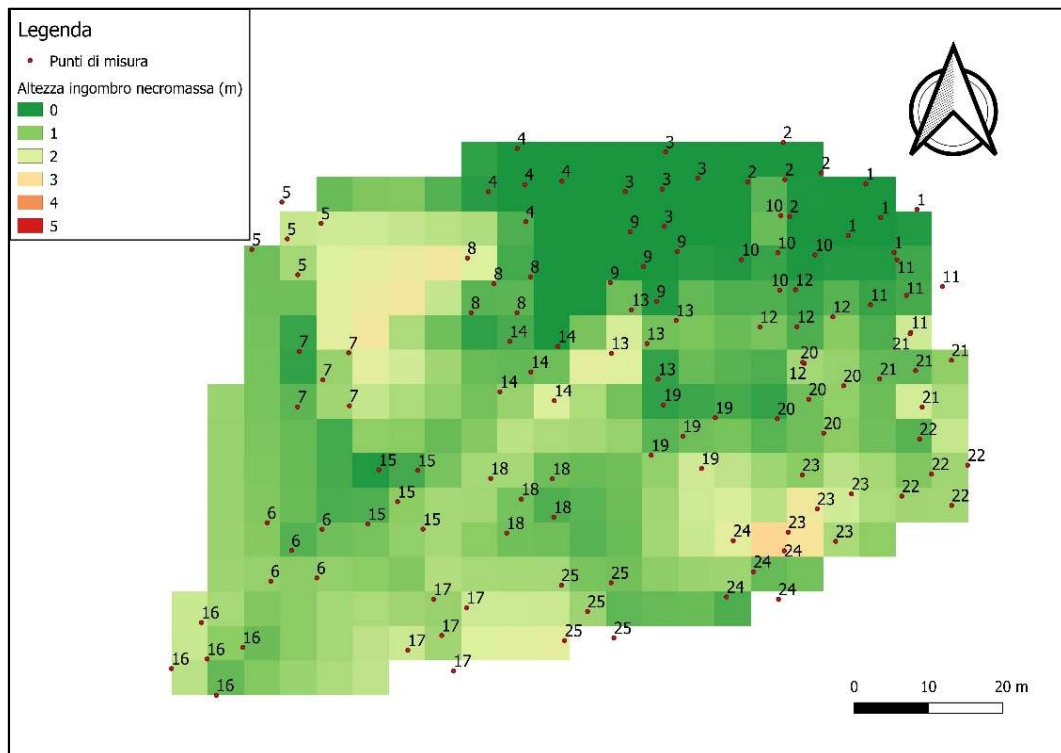 Legenda
Punti di misura
Altezza ingombro necromassa (m)
0
1
2
3
4
5
2
4 3
4 4 3 3 2 2 1
5 4 3 10 2 1 1
5 4 9 3 1
5 5 8 9 10 10 10 1
5 8 8 9 11 11
8 8 13 9 10 12 11
14 13 12 12 12 11 11
7 7 14 13 13 21
7 14 20 21 21
7 7 14 14 13 12 20 21
19 19 20 20 21
19 20 22
15 15 18 18 19 19 23 22 22
15 18 23 22 22
6 6 15 15 18 18 23 23
6 24 23
6 6 25 25 24 24
17 17 25 24 24
16 17 25 25
16 16 17
16 17
16
0 10 20 m